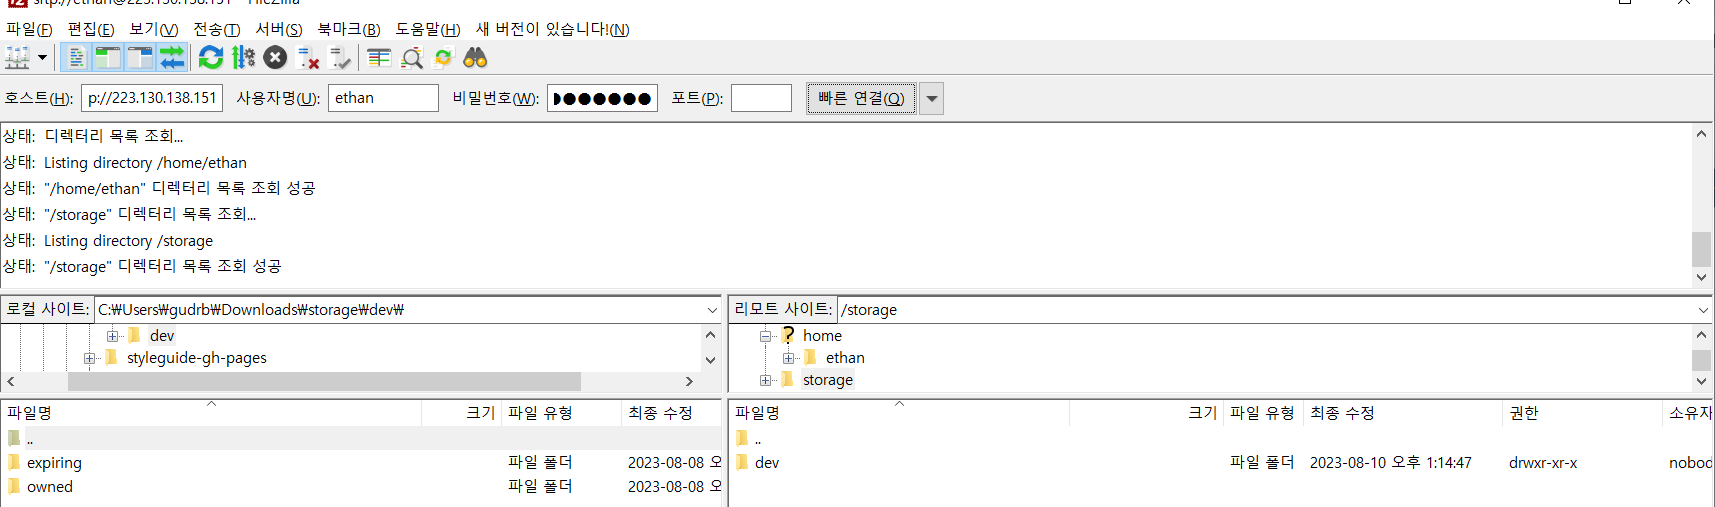 파일(F) 편집(E) 보기(V) 전송(T) 서버(S) 북마크(B) 도움말(H) 새 버전이 있습니다!(N)
호스트(H): p://223.130.138.151 사용자명(U): ethan 비밀번호(W): ●●●●●●● 포트(P): 빠른 연결(Q)
상태: 디렉터리 목록 조회...
상태: Listing directory /home/ethan
상태: "/home/ethan" 디렉터리 목록 조회 성공
상태: "/storage" 디렉터리 목록 조회...
상태: Listing directory /storage
상태: "/storage" 디렉터리 목록 조회 성공
로컬 사이트: C:₩Users₩gudrb₩Downloads₩storage₩dev₩
dev
styleguide-gh-pages
리모트 사이트: /storage
? home
ethan
storage
파일명 크기 파일 유형 최종 수정
..
expiring 파일 폴더 2023-08-08 오
owned 파일 폴더 2023-08-08 오
파일명 크기 파일 유형 최종 수정 권한 소유자
..
dev 파일 폴더 2023-08-10 오후 1:14:47 drwxr-xr-x nobod